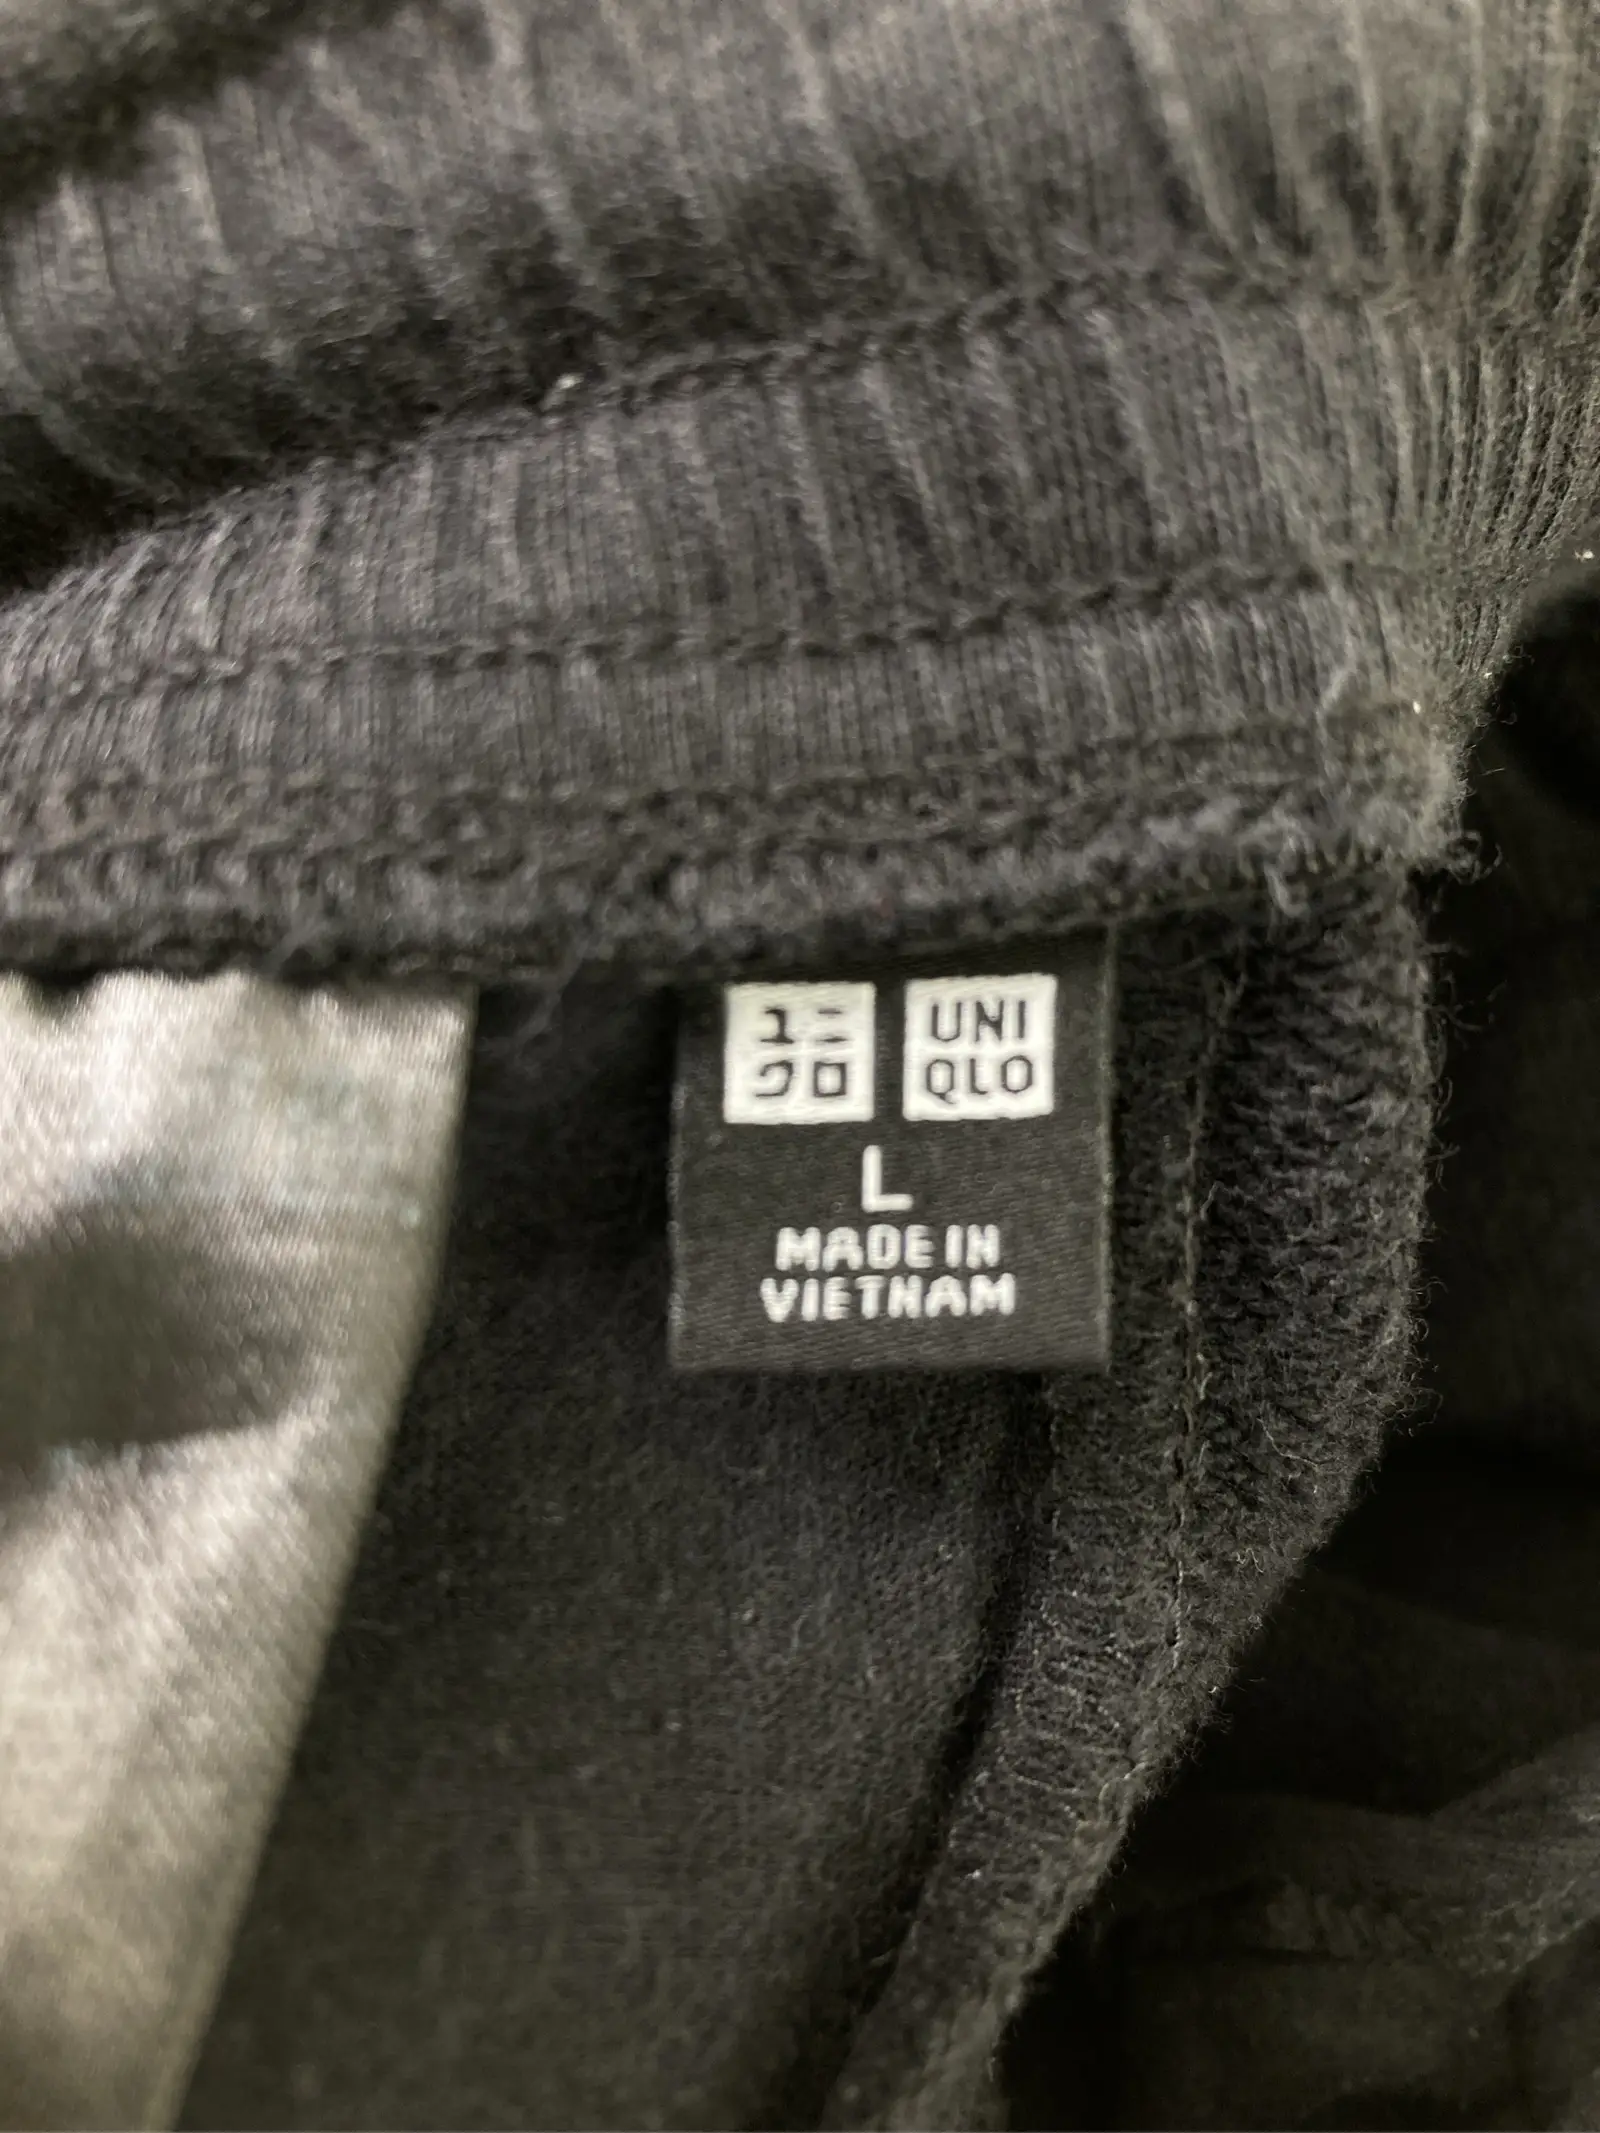 ユニ UNI
クロ QLO
L
MADE IN
VIETNAM